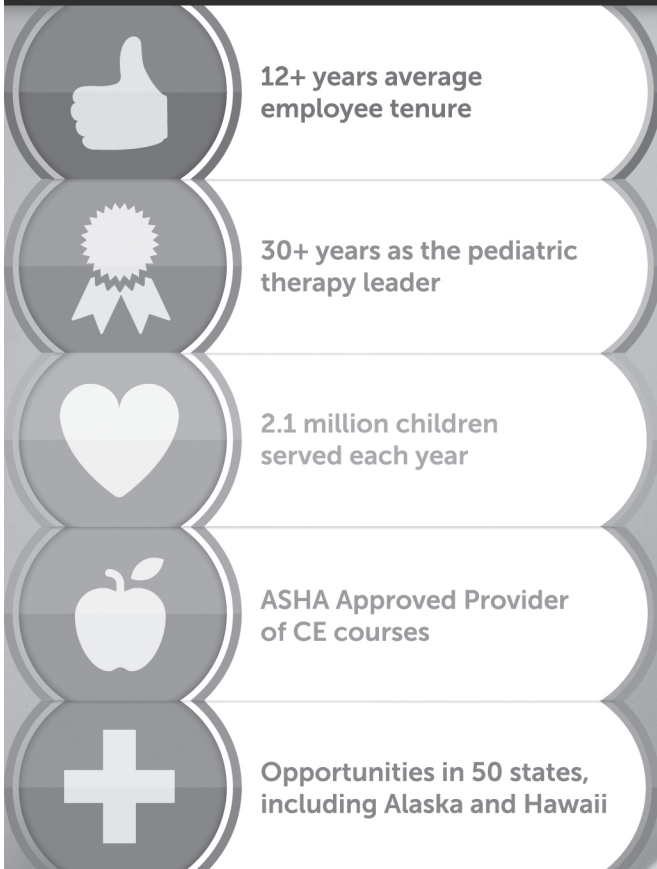 12+ years average
employee tenure
30+ years as the pediatric
therapy leader
2.1 million children
served each year
ASHA Approved Provider
of CE courses
Opportunities in 50 states,
including Alaska and Hawaii